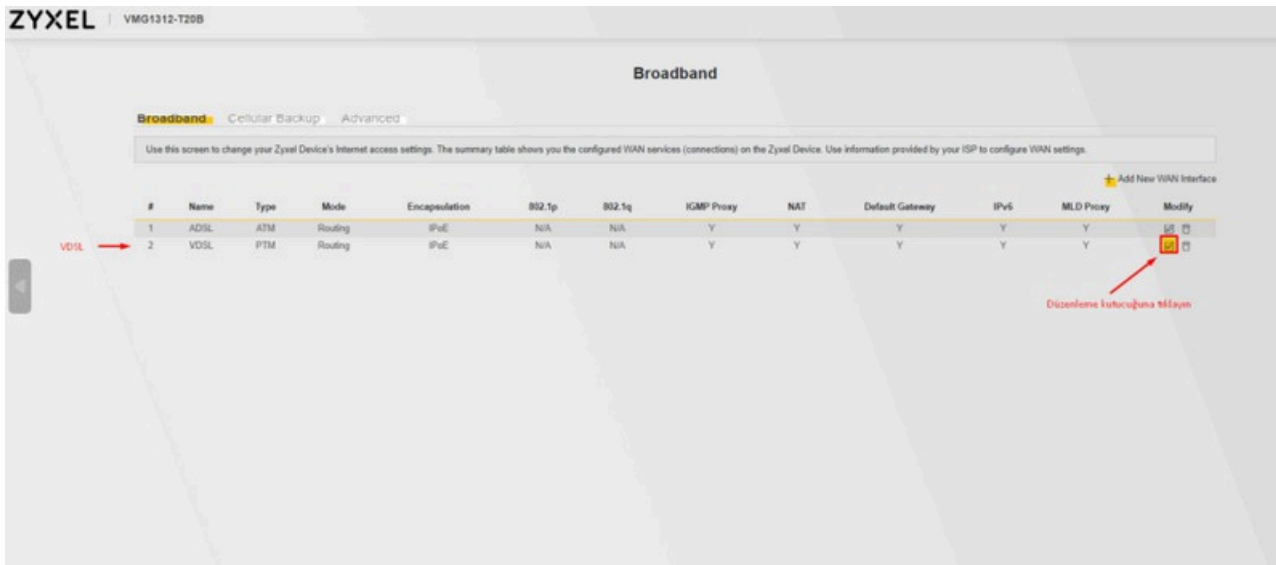 ZYXEL VMG1312-T20B
Broadband
Broadband Cellular Backup Advanced
Use this screen to change your Zyxel Device's Internet access settings. The summary table shows you the configured WAN services (connections) on the Zyxel Device. Use information provided by your ISP to configure WAN settings.
+ Add New WAN Interface
# Name Type Mode Encapsulation 802.1p 802.1q IGMP Proxy NAT Default Gateway IPv6 MLD Proxy Modify
1 ADSL ATM Routing IPoE N/A N/A Y Y Y Y Y
VDSL 2 VDSL PTM Routing IPoE N/A N/A Y Y Y Y Y
Düzenleme kutucuğuna tıklayın